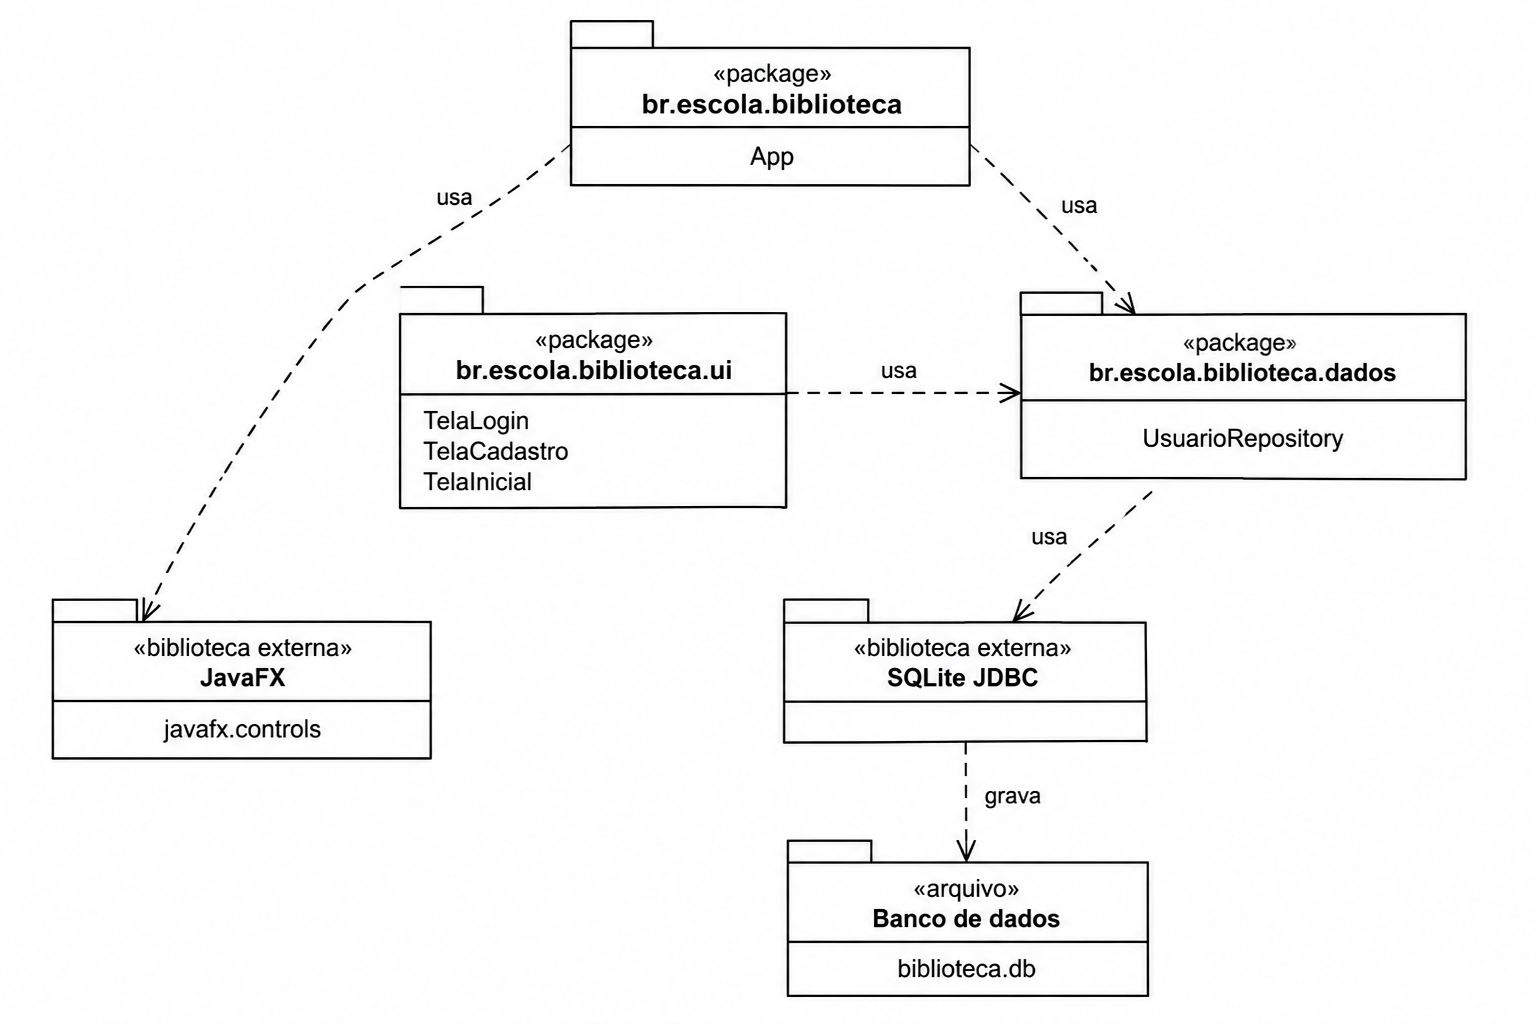 «package»
br.escola.biblioteca
App
usa
usa
«package»
br.escola.biblioteca.ui
TelaLogin
TelaCadastro
TelaInicial
usa
«package»
br.escola.biblioteca.dados
UsuarioRepository
usa
«biblioteca externa»
JavaFX
javafx.controls
«biblioteca externa»
SQLite JDBC
grava
«arquivo»
Banco de dados
biblioteca.db